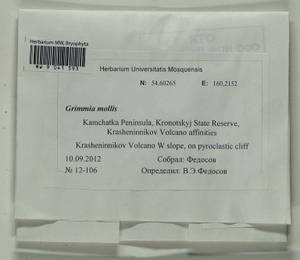 Herbarium MW, Bryophyta
MW 9 041 593
Herbarium Universitatis Mosquensis
N: 54,60265 E: 160,2152
Grimmia mollis
Kamchatka Peninsula, Kronotskyj State Reserve,
Krasheninnikov Volcano affinities
Krasheninnikov Volcano W slope, on pyroclastic cliff
10.09.2012 Собрал: Федосов
№ 12-106 Определил: В.Э.Федосов